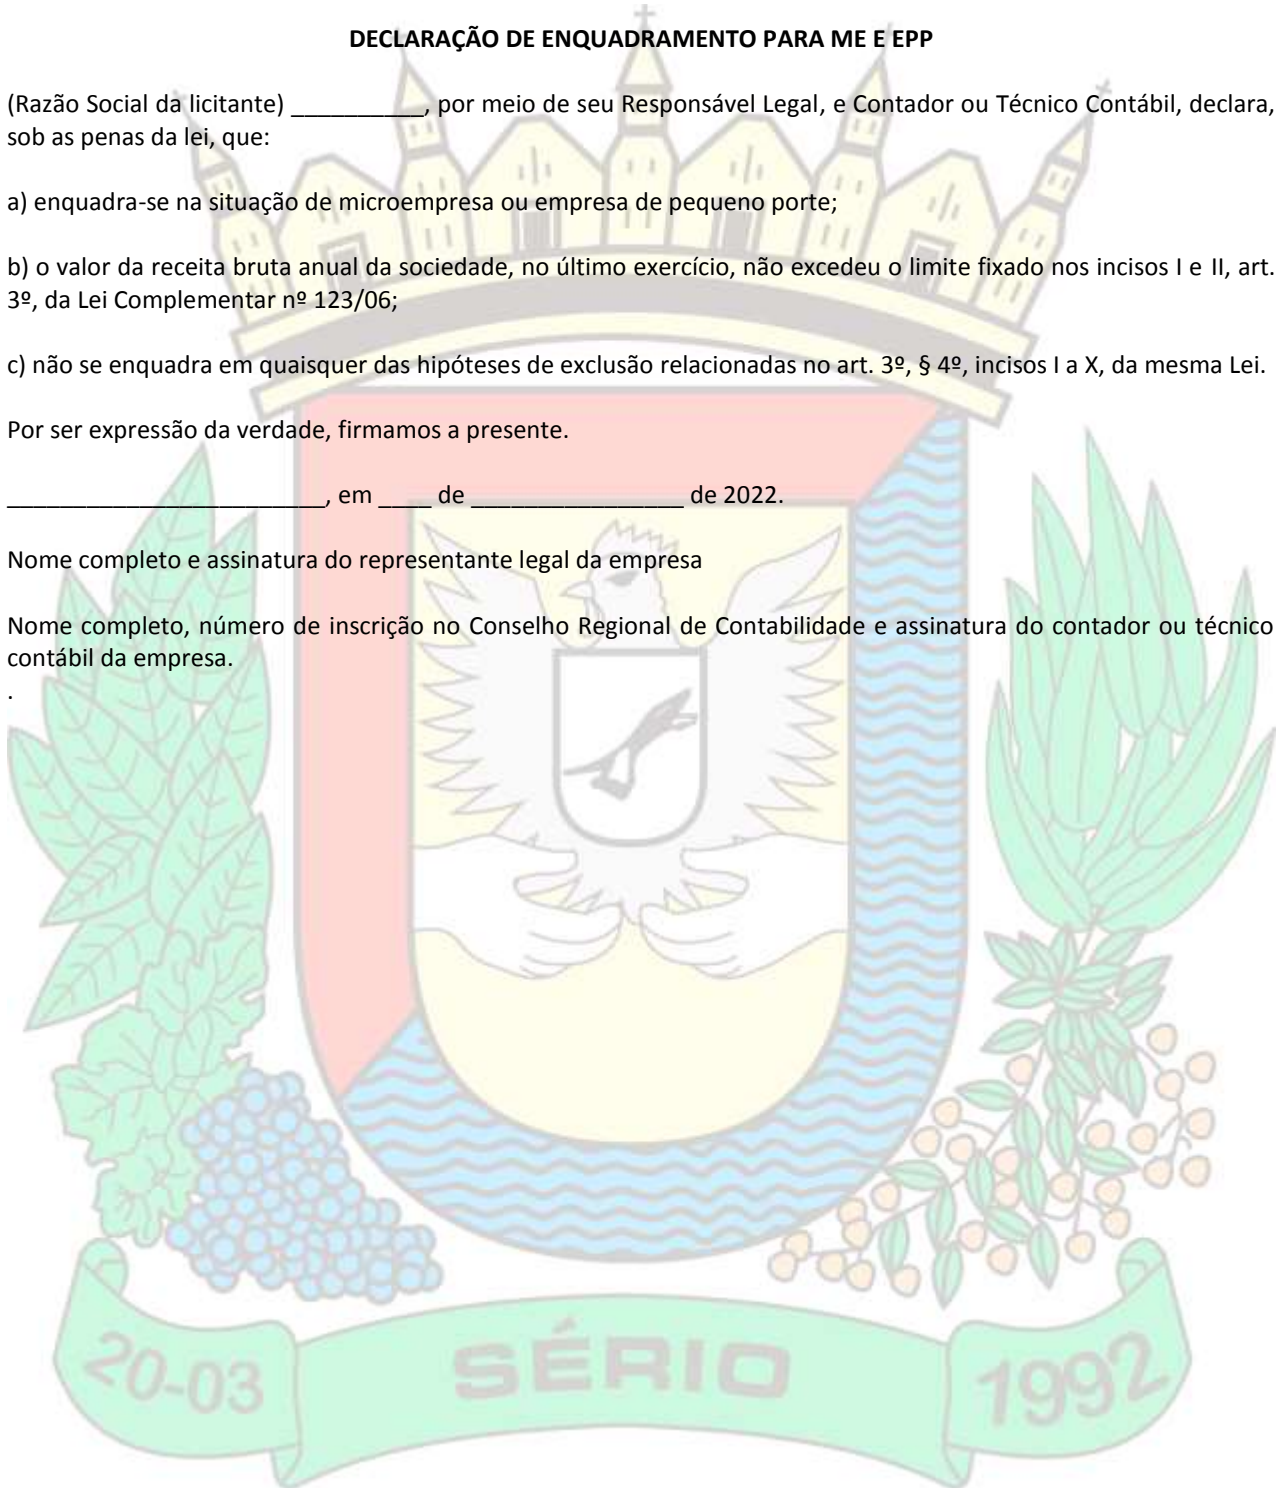 DECLARAÇÃO DE ENQUADRAMENTO PARA ME E EPP
(Razão Social da licitante) __________, por meio de seu Responsável Legal, e Contador ou Técnico Contábil, declara,
sob as penas da lei, que:
a) enquadra-se na situação de microempresa ou empresa de pequeno porte;
b) o valor da receita bruta anual da sociedade, no último exercício, não excedeu o limite fixado nos incisos I e II, art.
3º, da Lei Complementar nº 123/06;
c) não se enquadra em quaisquer das hipóteses de exclusão relacionadas no art. 3º, § 4º, incisos I a X, da mesma Lei.
Por ser expressão da verdade, firmamos a presente.
________________________, em ____ de ________________ de 2022.
Nome completo e assinatura do representante legal da empresa
Nome completo, número de inscrição no Conselho Regional de Contabilidade e assinatura do contador ou técnico
contábil da empresa.
.
20-03 SÉRIO 1992